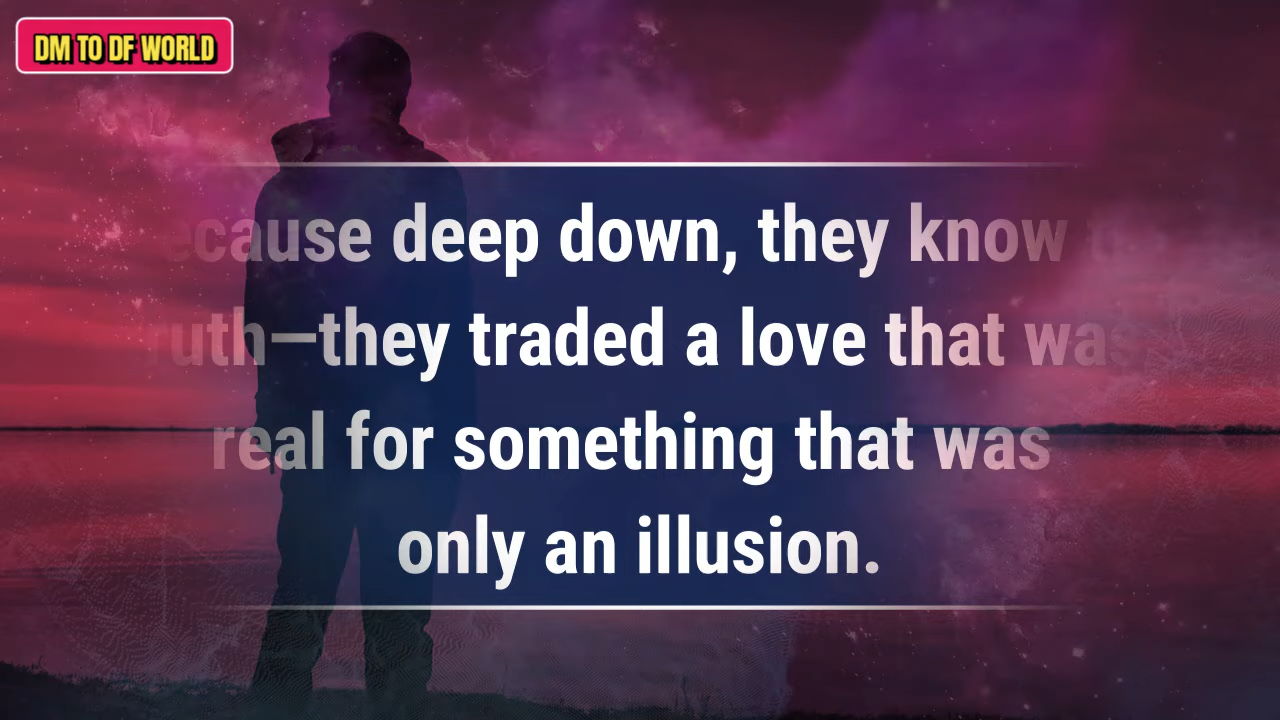 DM TO DF WORLD
ecause deep down, they know
uth—they traded a love that was
real for something that was
only an illusion.